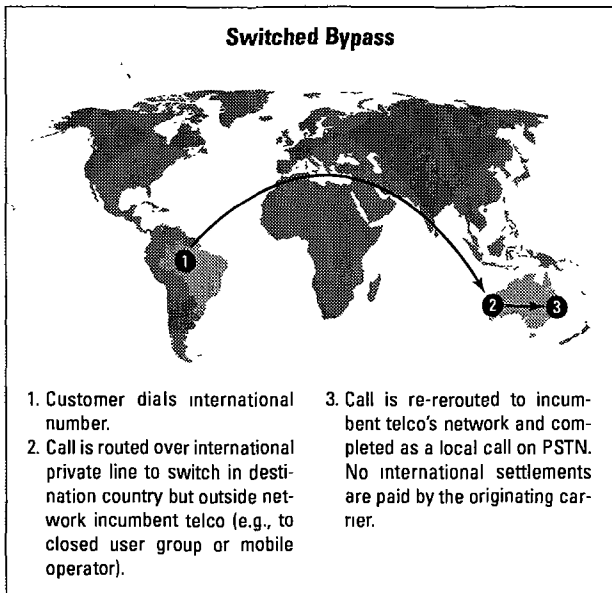 Switched Bypass
1
2
3
1. Customer dials international
number.
2. Call is routed over international
private line to switch in desti-
nation country but outside net-
work incumbent telco (e.g., to
closed user group or mobile
operator).
3. Call is re-rerouted to incum-
bent telco's network and com-
pleted as a local call on PSTN.
No international settlements
are paid by the originating car-
rier.